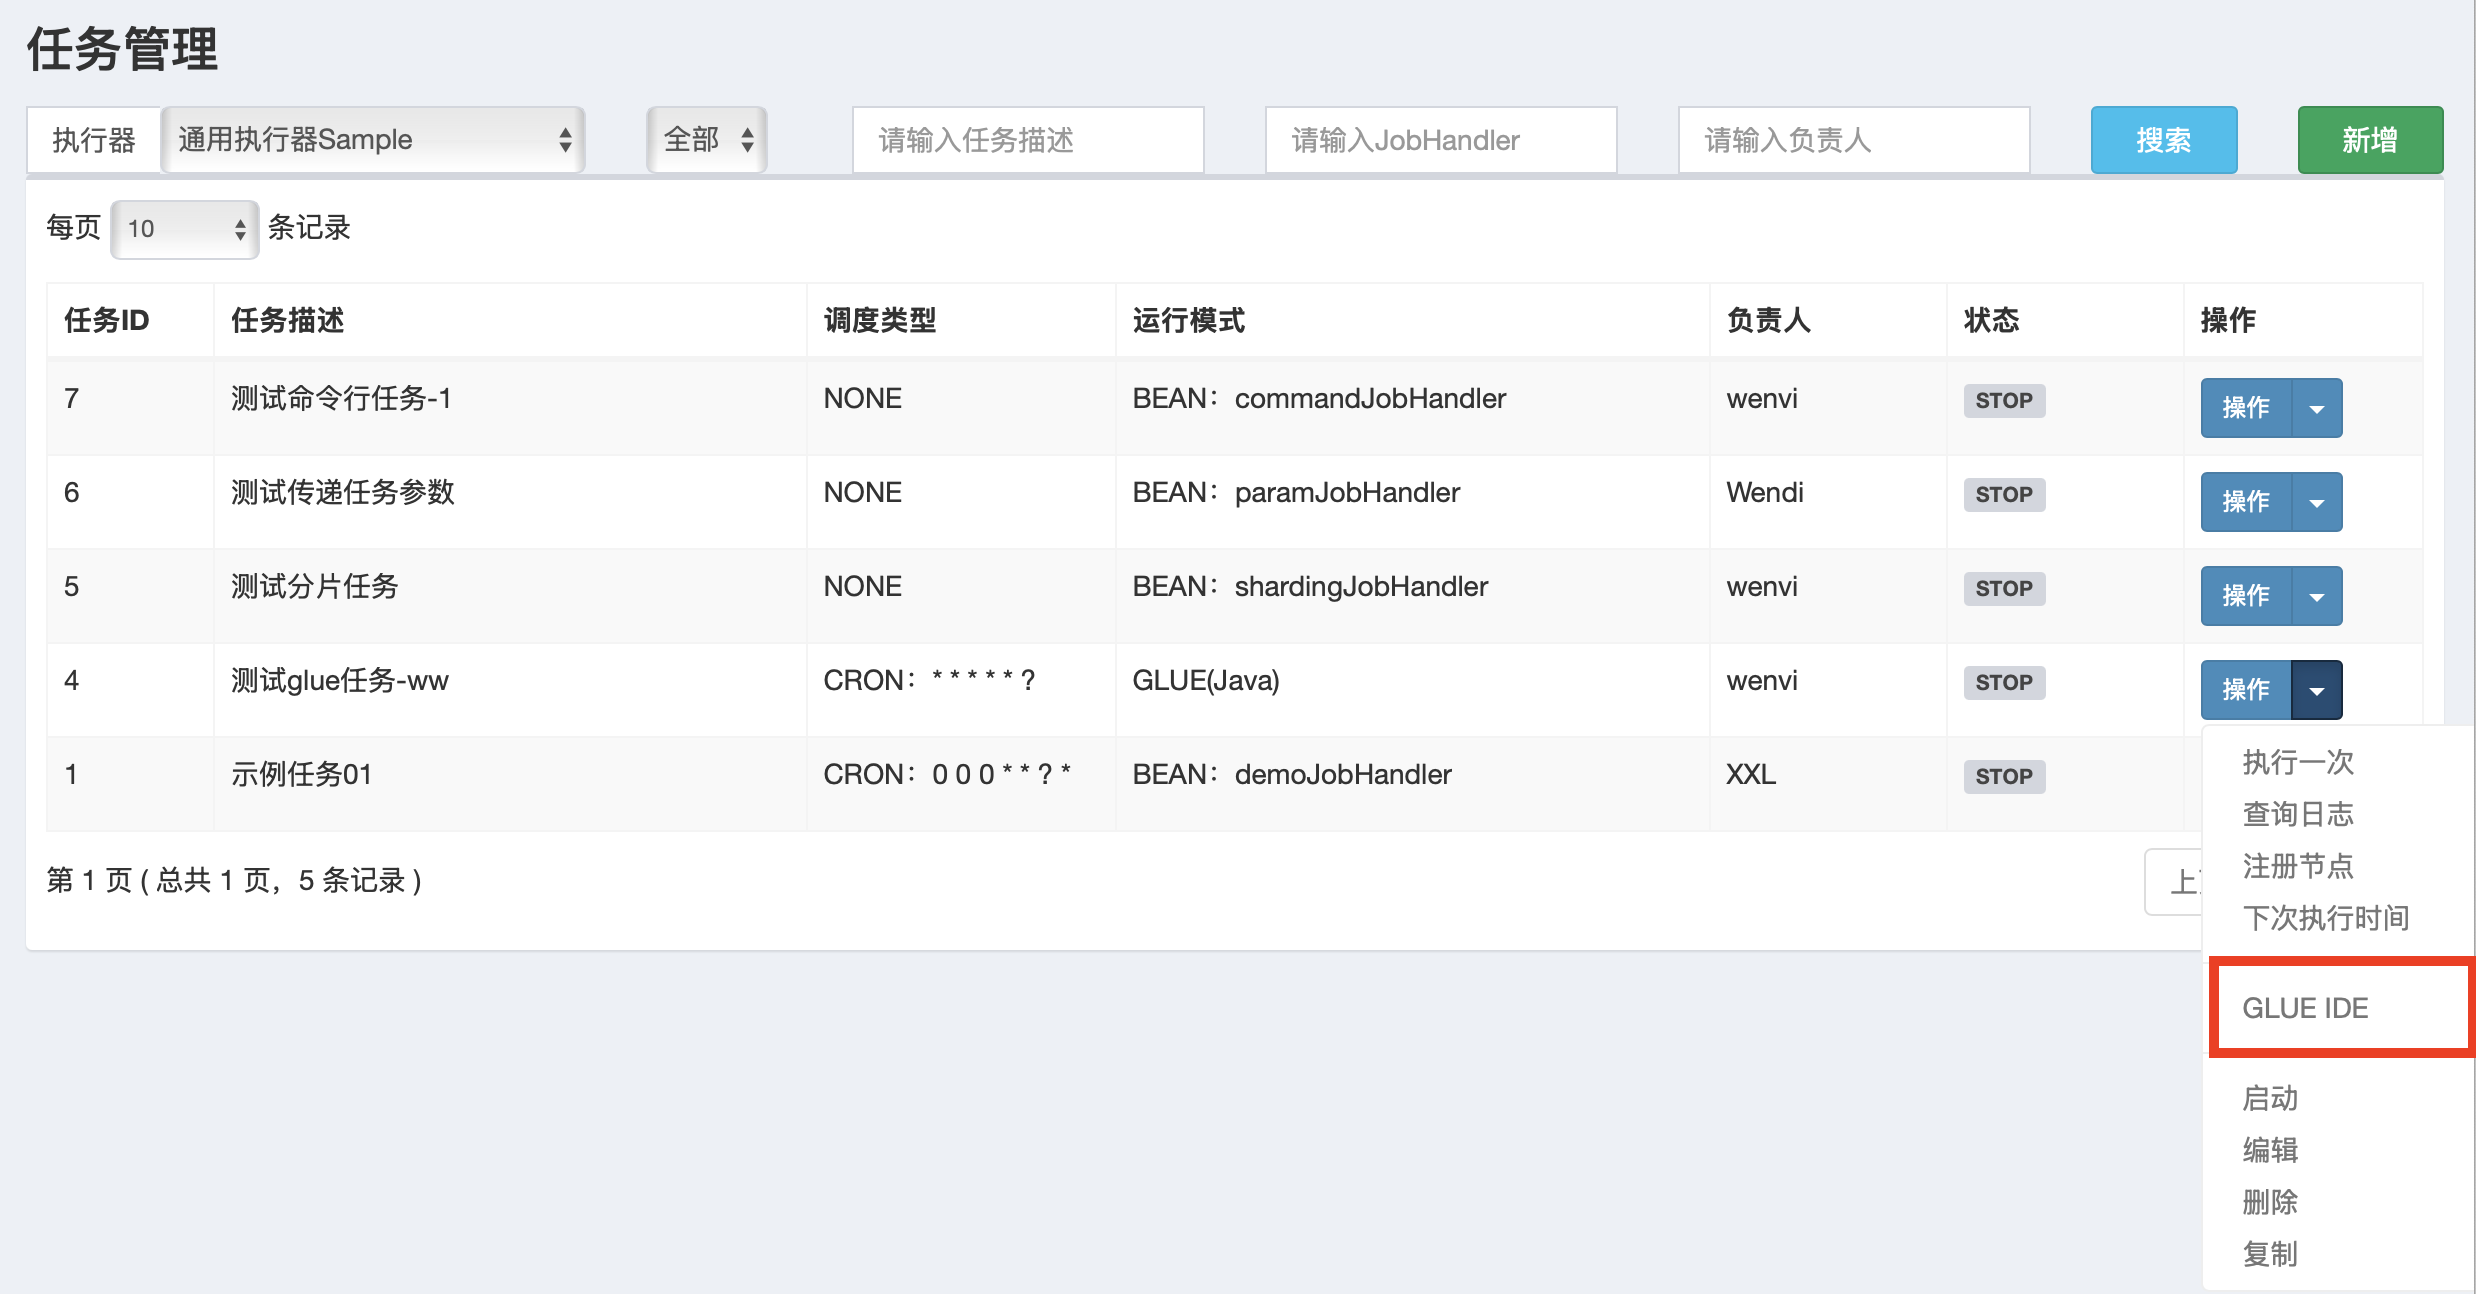 任务管理
执行器 通用执行器Sample 全部 请输入任务描述 请输入JobHandler 请输入负责人 搜索 新增
每页 10 条记录
任务ID 任务描述 调度类型 运行模式 负责人 状态 操作
7 测试命令行任务-1 NONE BEAN：commandJobHandler wenvi STOP 操作
6 测试传递任务参数 NONE BEAN：paramJobHandler Wendi STOP 操作
5 测试分片任务 NONE BEAN：shardingJobHandler wenvi STOP 操作
4 测试glue任务-ww CRON：* * * * * ? GLUE(Java) wenvi STOP 操作
1 示例任务01 CRON：0 0 0 * * ? * BEAN：demoJobHandler XXL STOP
第 1 页 ( 总共 1 页，5 条记录 ) 上
执行一次
查询日志
注册节点
下次执行时间
GLUE IDE
启动
编辑
删除
复制